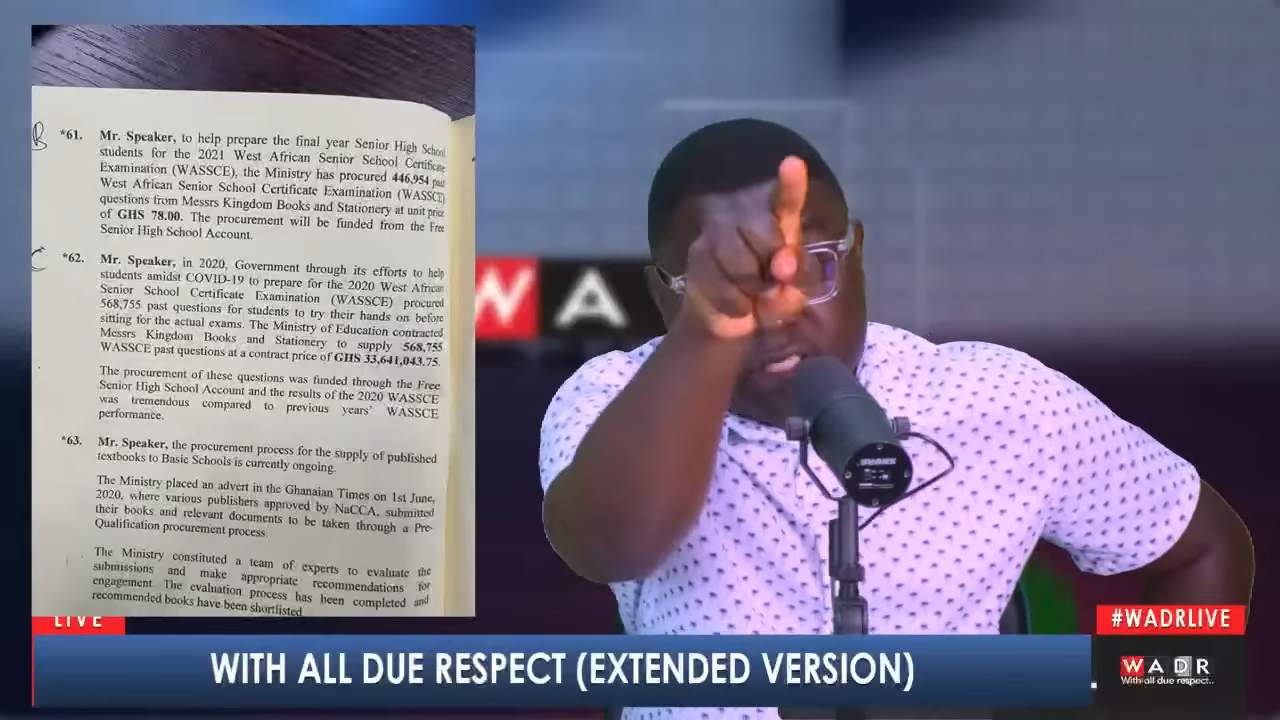 *61. Mr. Speaker, to help prepare the final year Senior High School
students for the 2021 West African Senior School Certificate
Examination (WASSCE), the Ministry has procured 446,954 past
West African Senior School Certificate Examination (WASSCE)
questions from Messrs Kingdom Books and Stationery at unit price
of GHS 78.00. The procurement will be funded from the Free
Senior High School Account.
*62. Mr. Speaker, in 2020, Government through its efforts to help
students amidst COVID-19 to prepare for the 2020 West African
Senior School Certificate Examination (WASSCE) procured
568,755 past questions for students to try their hands on before
sitting for the actual exams. The Ministry of Education contracted
Messrs Kingdom Books and Stationery to supply 568,755
WASSCE past questions at a contract price of GHS 33,641,043.75.
The procurement of these questions was funded through the Free
Senior High School Account and the results of the 2020 WASSCE
was tremendous compared to previous years' WASSCE
performance.
*63. Mr. Speaker, the procurement process for the supply of published
textbooks to Basic Schools is currently ongoing.
The Ministry placed an advert in the Ghanaian Times on 1st June,
2020, where various publishers approved by NaCCA, submitted
their books and relevant documents to be taken through a Pre-
Qualification procurement process.
The Ministry constituted a team of experts to evaluate the
submissions and make appropriate recommendations for
engagement. The evaluation process has been completed and
recommended books have been shortlisted
W A
SHURE
LIVE
#WADRLIVE
WITH ALL DUE RESPECT (EXTENDED VERSION)
W A D R
With all due respect...